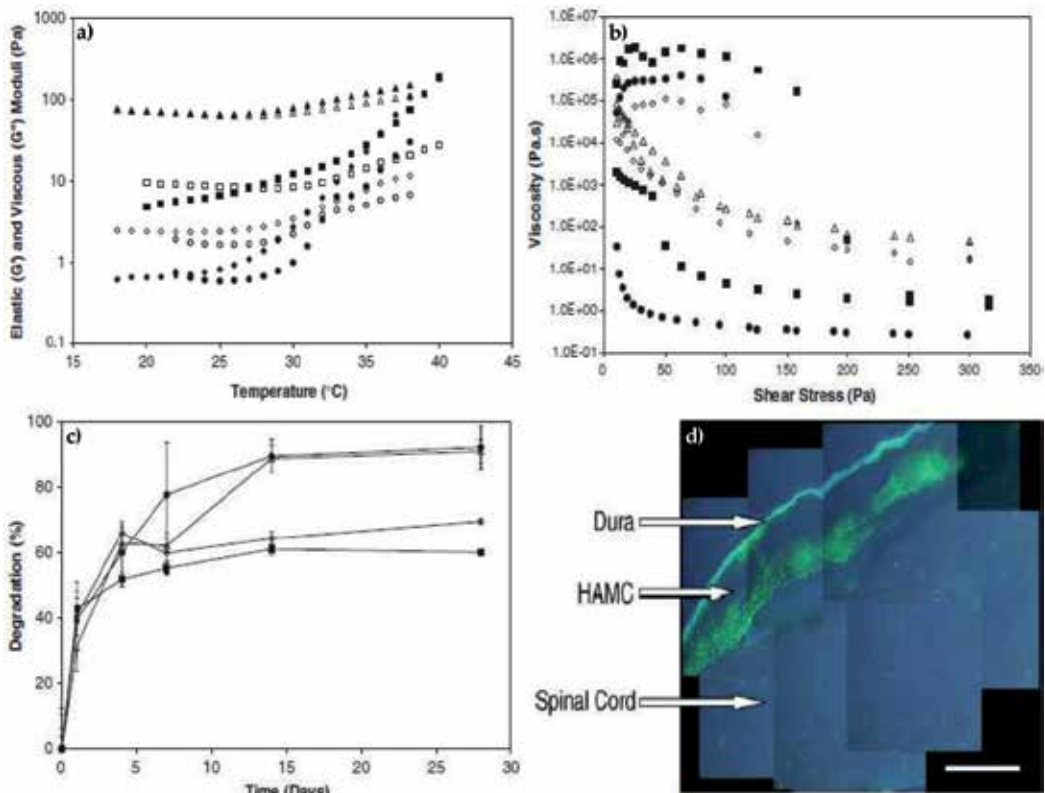 a)
Elastic (G') and Viscous (G") Moduli (Pa)
1000
100
10
1
0.1
15 20 25 30 35 40 45
Temperature (°C)
b)
Viscosity (Pa.s)
1.0E+07
1.0E+06
1.0E+05
1.0E+04
1.0E+03
1.0E+02
1.0E+01
1.0E+00
1.0E-01
50 100 150 200 250 300 350
Shear Stress (Pa)
c)
Degradation (%)
100
80
60
40
20
0
0 5 10 15 20 25 30
Time (Days)
d)
Dura
HAMC
Spinal Cord